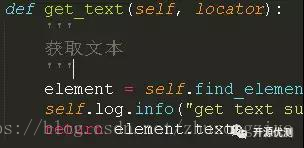 def get_text(self, locator):
'''
获取文本
'''
element = self.find_elemen
self.log.info("get text su
return element.text
开源优测